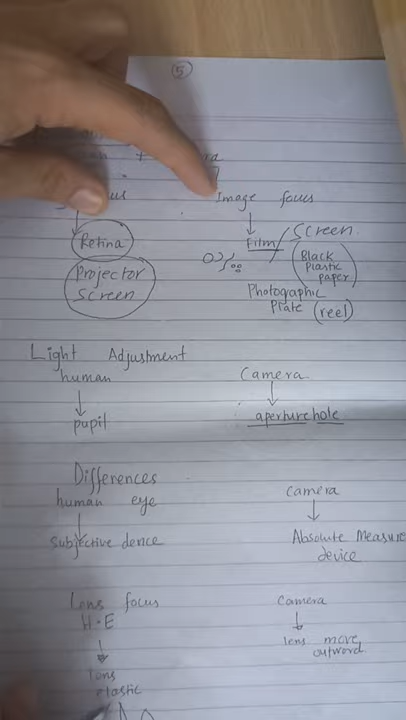 5
+
Image focus
Retina
Film / Screen
Projector
Screen
Black
Plastic
paper
Photographic
Plate (reel)
Light Adjustment
human
Camera
pupil
aperture hole
Differences
human eye
Camera
Subjective device
Absolute Measure
device
Lens focus
H.E
Camera
lens move
outword
lens
elastic